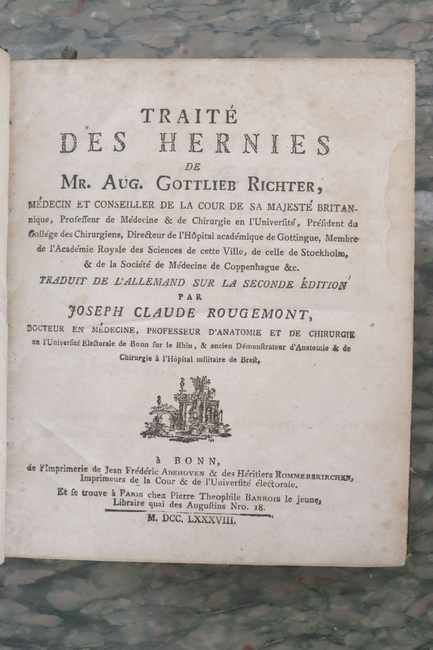 TRAITÉ
DES HERNIES
DE
MR. AUG. GOTTLIEB RICHTER,
MÉDECIN ET CONSEILLER DE LA COUR DE SA MAJESTÉ BRITAN-
nique, Professeur de Médecine & de Chirurgie en l'Université, Président du
Collége des Chirurgiens, Directeur de l'Hôpital académique de Gottingue, Membre
de l'Académie Royale des Sciences de cette Ville, de celle de Stockholm,
& de la Société de Médecine de Coppenhague &c.
TRADUIT DE L'ALLEMAND SUR LA SECONDE ÉDITION
PAR
JOSEPH CLAUDE ROUGEMONT,
DOCTEUR EN MÉDECINE, PROFESSEUR D'ANATOMIE ET DE CHIRURGIE
en l'Université Electorale de Bonn sur le Rhin, & ancien Démonstrateur d'Anatomie & de
Chirurgie à l'Hôpital militaire de Brest.
à BONN,
de l'Imprimerie de Jean Frédéric ABSHOVEN & des Héritiers ROMMERSKIRCHEN,
Imprimeurs de la Cour & de l'Université électorale.
Et se trouve à PARIS chez Pierre Theophile BARROIS le jeune,
Libraire quai des Augustins Nro. 18.
M. DCC. LXXXVIII.